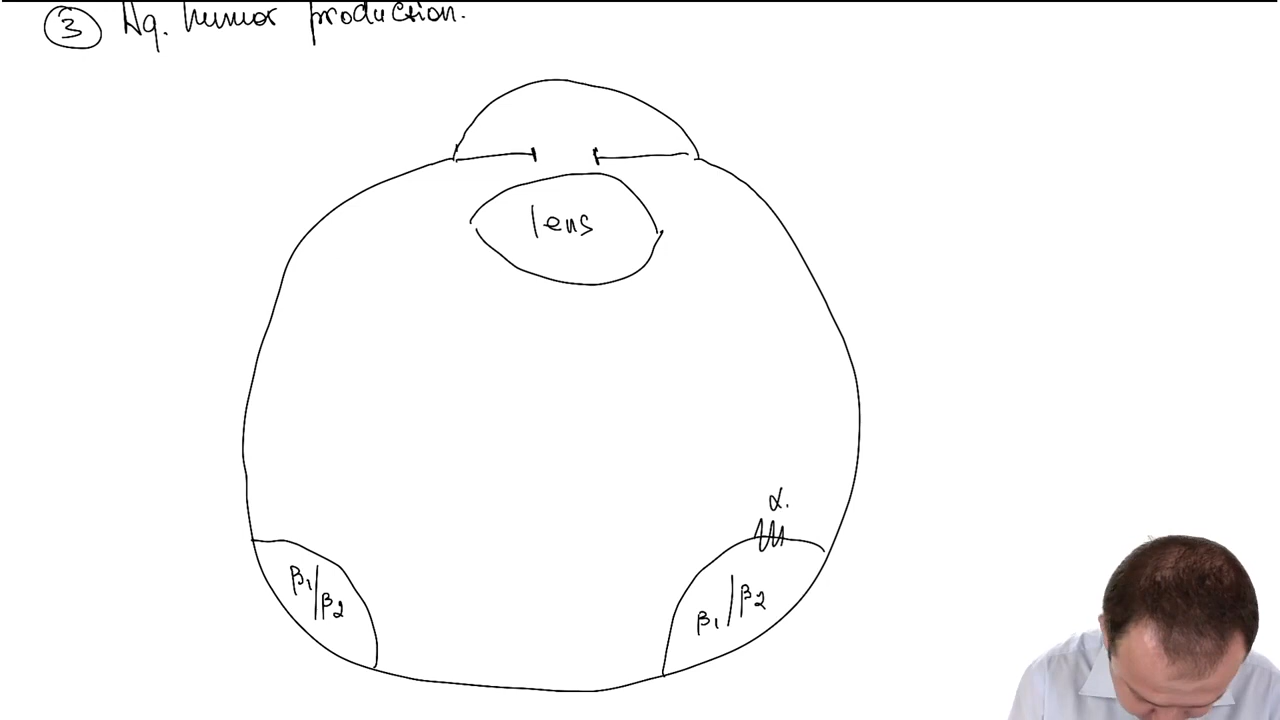 ③ Aq. humor production.
lens
α.
β1/β2
β1/β2